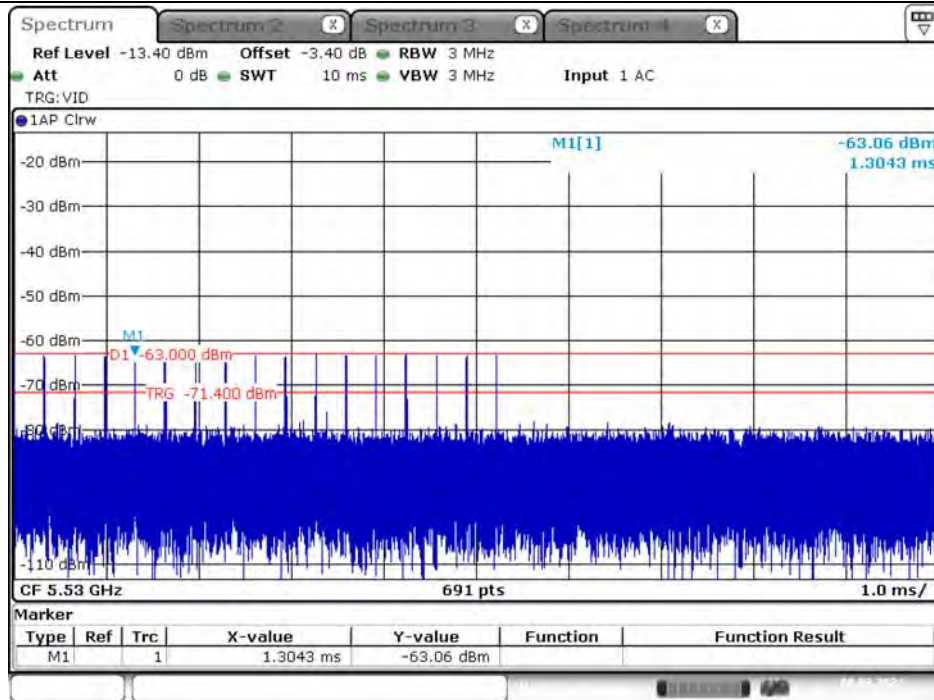 Spectrum Spectrum 2 X Spectrum 3 X Spectrum 4 X
Ref Level -13.40 dBm Offset -3.40 dB RBW 3 MHz
Att 0 dB SWT 10 ms VBW 3 MHz Input 1 AC
TRG:VID
1AP Clrw
M1[1] -63.06 dBm
1.3043 ms
-20 dBm
-30 dBm
-40 dBm
-50 dBm
-60 dBm
M1
D1 -63.000 dBm
-70 dBm
TRG -71.400 dBm
-80 dBm
-110 dBm
CF 5.53 GHz 691 pts 1.0 ms/
Marker
Type Ref Trc X-value Y-value Function Function Result
M1 1 1.3043 ms -63.06 dBm